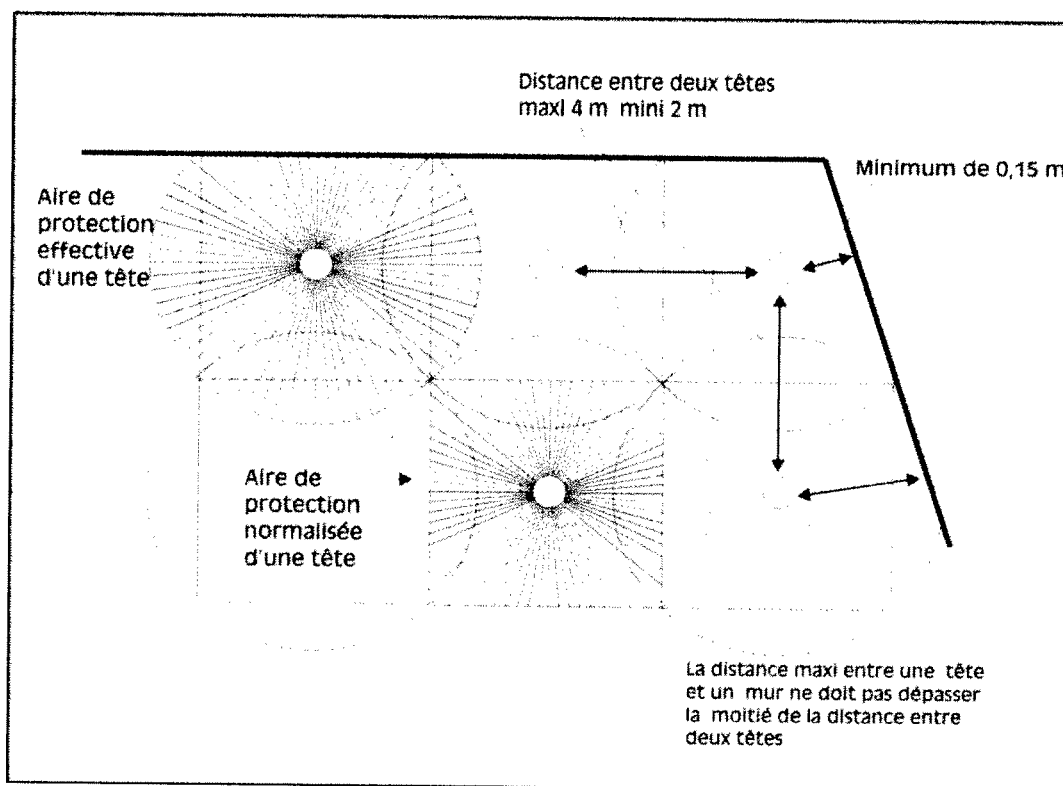 Distance entre deux têtes
maxi 4 m mini 2 m
Minimum de 0,15 m
Aire de
protection
effective
d'une tête
Aire de
protection
normalisée
d'une tête
La distance maxi entre une tête
et un mur ne doit pas dépasser
la moitié de la distance entre
deux têtes